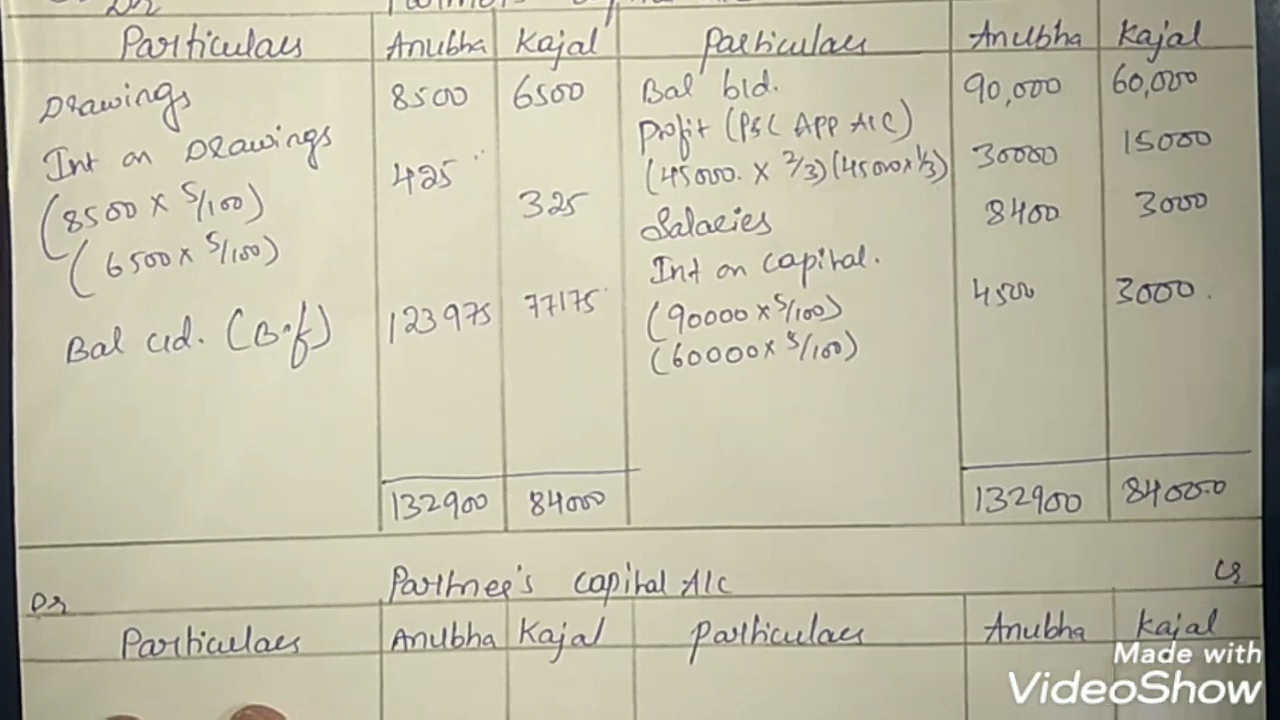 Dr
Particulars Anubha Kajal Particulars Anubha Kajal
Drawings 8500 6500 Bal b/d. 90,000 60,000
Int on Drawings 425 Profit (P&L APP A/C)
(45000. x 2/3) (45000x1/3) 30000 15000
(8500 x 5/100) 325 Salaries 8400 3000
(6500 x 5/100) Int on capital.
Bal c/d. (B.f) 123975 77175 (90000 x 5/100) 4500 3000.
(60000x 5/100)
132900 84000 132900 84000
Dr Partner's capital A/C Cr
Particulars Anubha Kajal Particulars Anubha Kajal
Made with
VideoShow